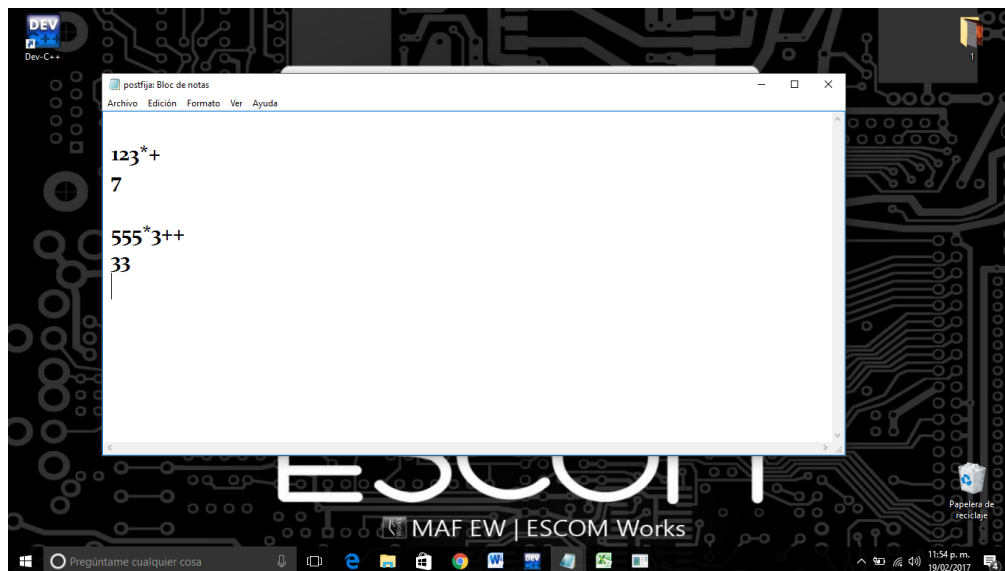 DEV
C++
Dev-C++
1
postfija: Bloc de notas
Archivo Edición Formato Ver Ayuda
123*+
7
555*3++
33
ESCOM
MAF EW | ESCOM Works
Papelera de
reciclaje
Pregúntame cualquier cosa
11:54 p. m.
19/02/2017